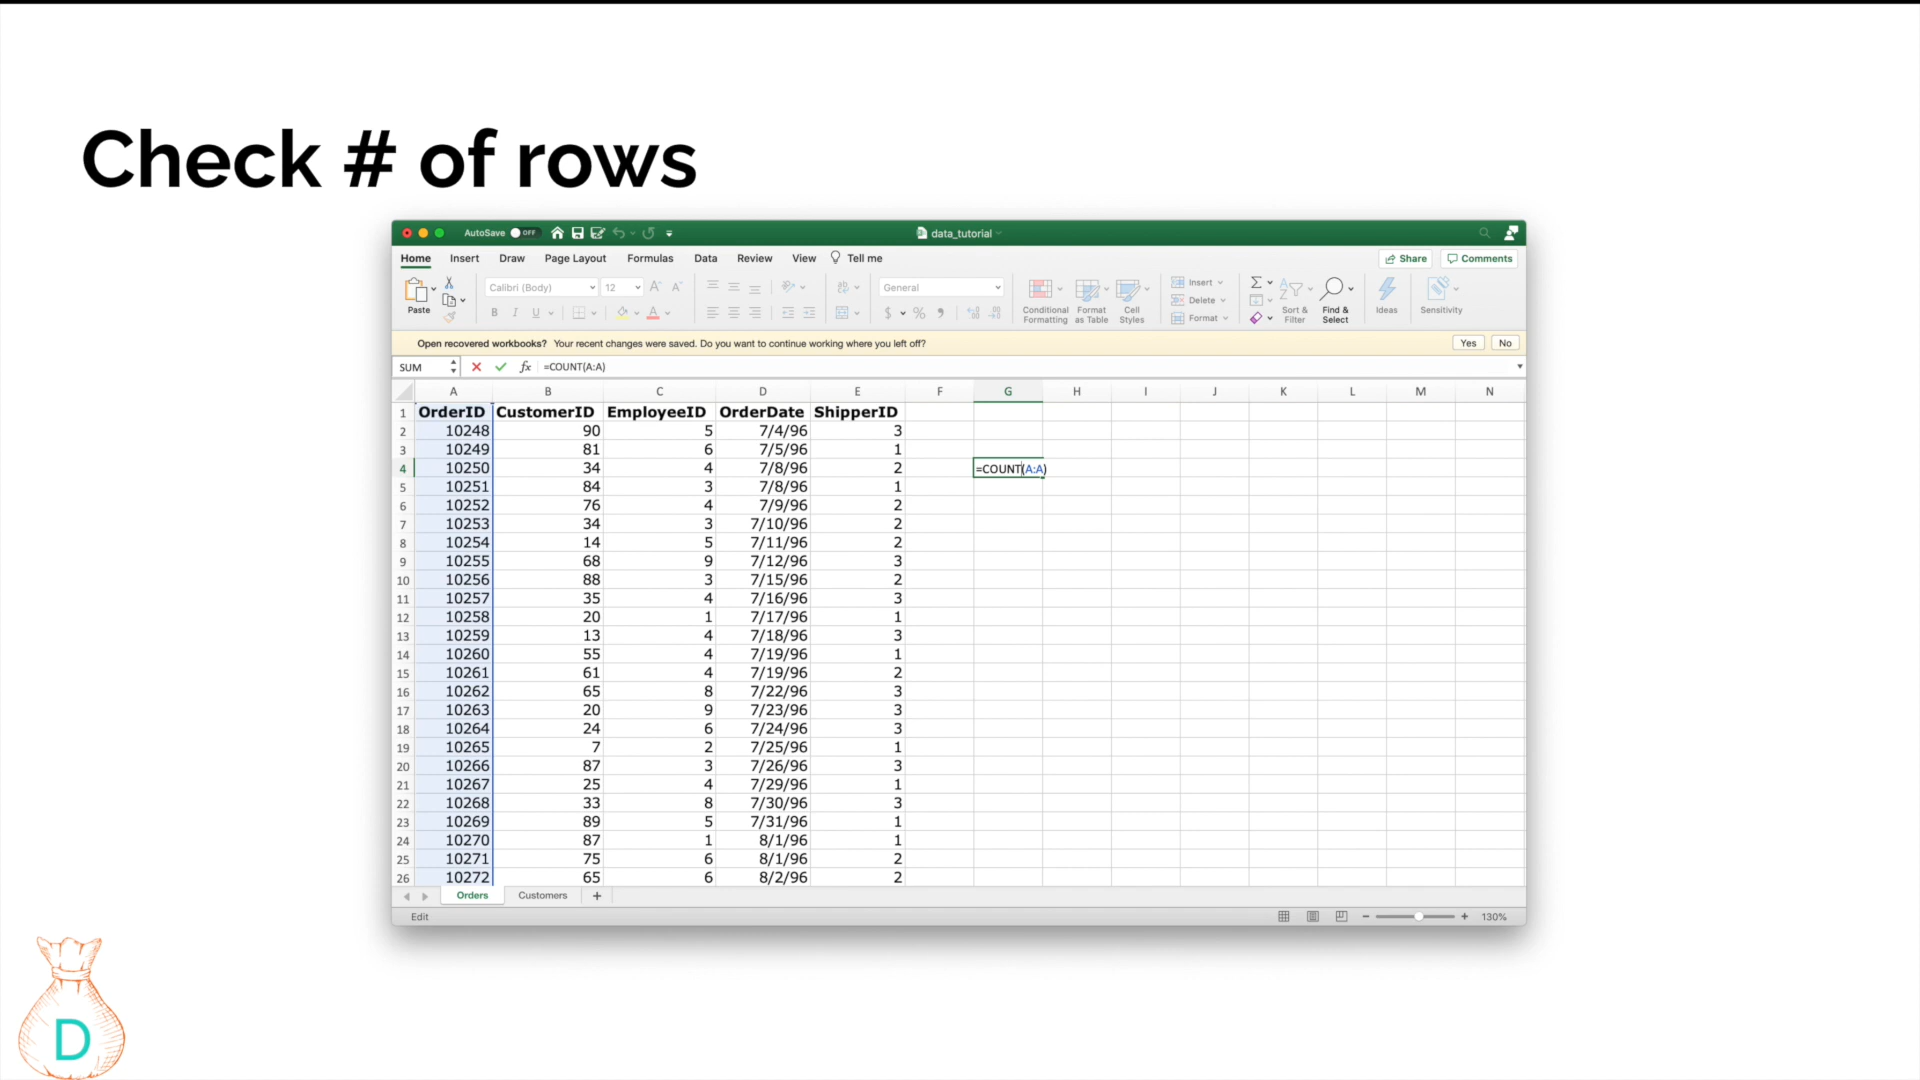 Check # of rows
AutoSave OFF data_tutorial
Home Insert Draw Page Layout Formulas Data Review View Tell me Share Comments
Paste Calibri (Body) 12 A A General Conditional Formatting Format as Table Cell Styles Insert Delete Format Sort & Filter Find & Select Ideas Sensitivity
B I U A $ %
Open recovered workbooks? Your recent changes were saved. Do you want to continue working where you left off? Yes No
SUM fx =COUNT(A:A)
A B C D E F G H I J K L M N
1 OrderID CustomerID EmployeeID OrderDate ShipperID
2 10248 90 5 7/4/96 3
3 10249 81 6 7/5/96 1
4 10250 34 4 7/8/96 2 =COUNT(A:A)
5 10251 84 3 7/8/96 1
6 10252 76 4 7/9/96 2
7 10253 34 3 7/10/96 2
8 10254 14 5 7/11/96 2
9 10255 68 9 7/12/96 3
10 10256 88 3 7/15/96 2
11 10257 35 4 7/16/96 3
12 10258 20 1 7/17/96 1
13 10259 13 4 7/18/96 3
14 10260 55 4 7/19/96 1
15 10261 61 4 7/19/96 2
16 10262 65 8 7/22/96 3
17 10263 20 9 7/23/96 3
18 10264 24 6 7/24/96 3
19 10265 7 2 7/25/96 1
20 10266 87 3 7/26/96 3
21 10267 25 4 7/29/96 1
22 10268 33 8 7/30/96 3
23 10269 89 5 7/31/96 1
24 10270 87 1 8/1/96 1
25 10271 75 6 8/1/96 2
26 10272 65 6 8/2/96 2
Orders Customers +
Edit 130%
D